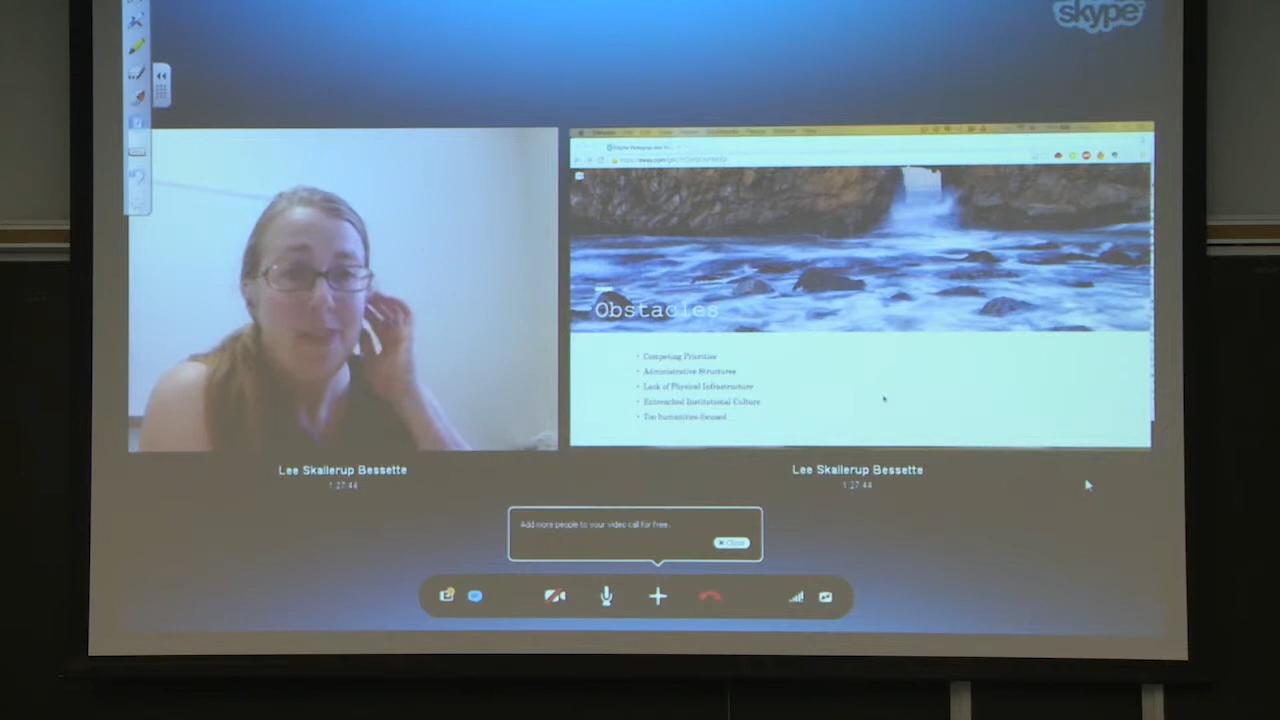 skype
Obstacles
• Competing Priorities
• Administrative Structures
• Lack of Physical Infrastructure
• Entrenched Institutional Culture
• Too humanities-focused
Lee Skallerup Bessette
1:27:44
Lee Skallerup Bessette
1:27:44
Add more people to your video call for free.
Close